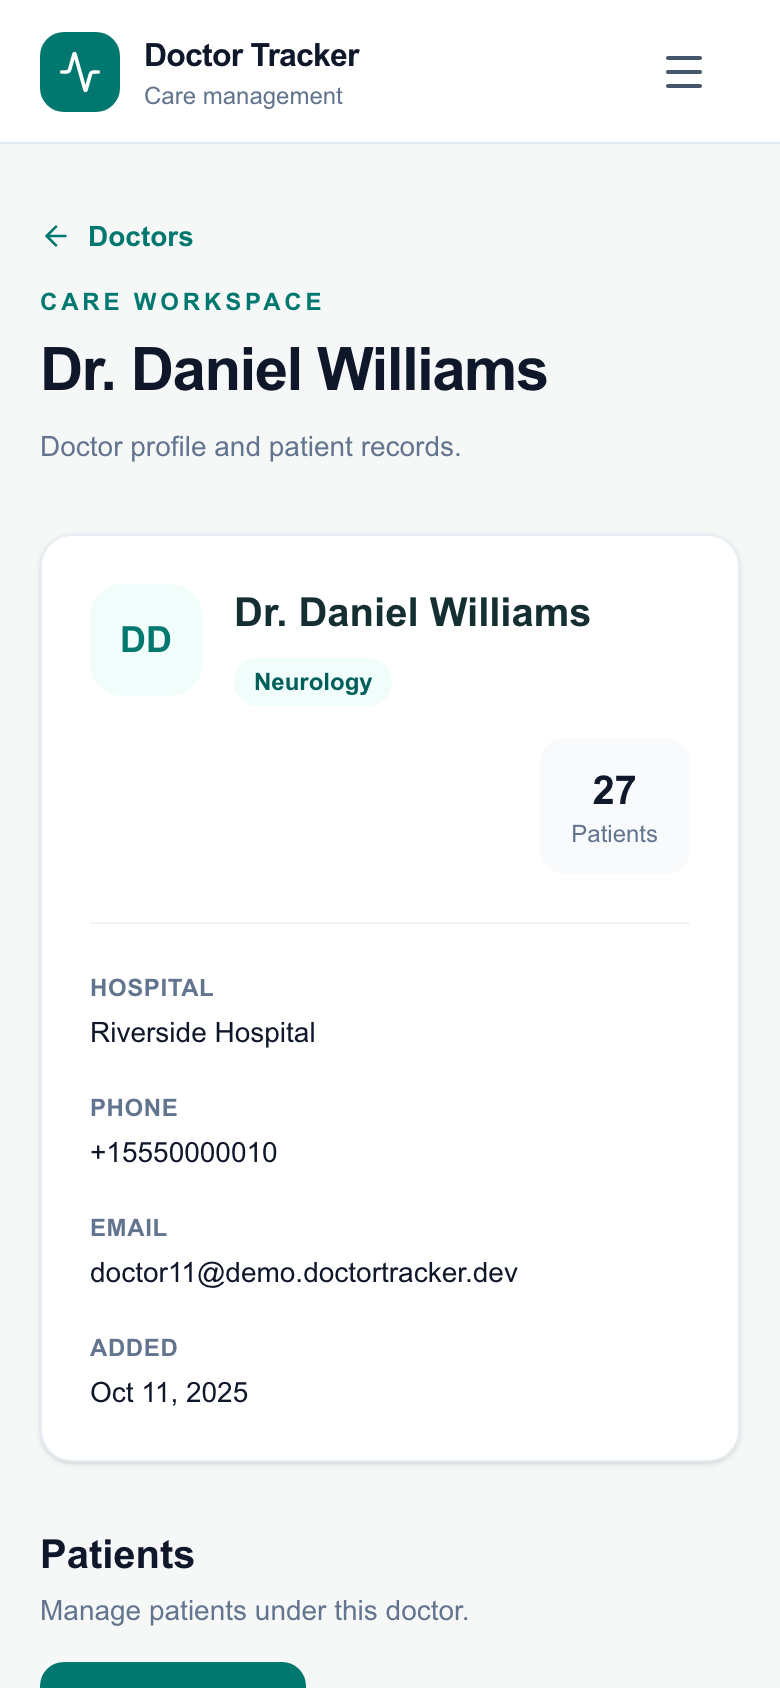 Doctor Tracker
Care management
Doctors
CARE WORKSPACE
Dr. Daniel Williams
Doctor profile and patient records.
DD
Dr. Daniel Williams
Neurology
27
Patients
HOSPITAL
Riverside Hospital
PHONE
+15550000010
EMAIL
doctor11@demo.doctortracker.dev
ADDED
Oct 11, 2025
Patients
Manage patients under this doctor.